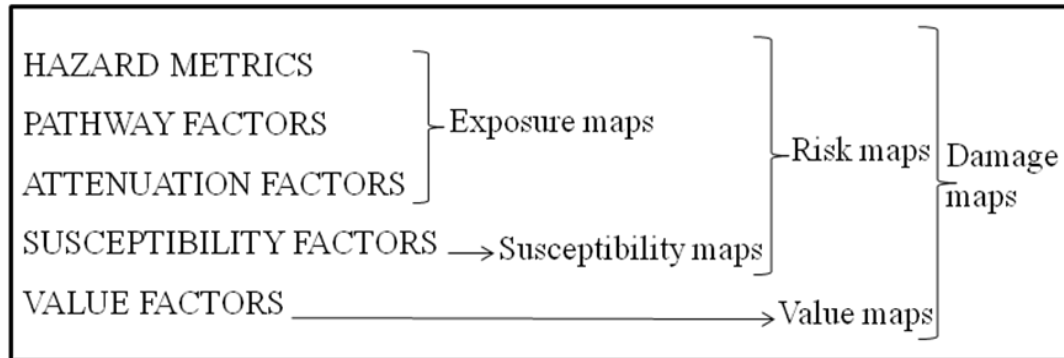 HAZARD METRICS
PATHWAY FACTORS
ATTENUATION FACTORS
Exposure maps
SUSCEPTIBILITY FACTORS
Susceptibility maps
Risk maps
VALUE FACTORS
Value maps
Damage
maps